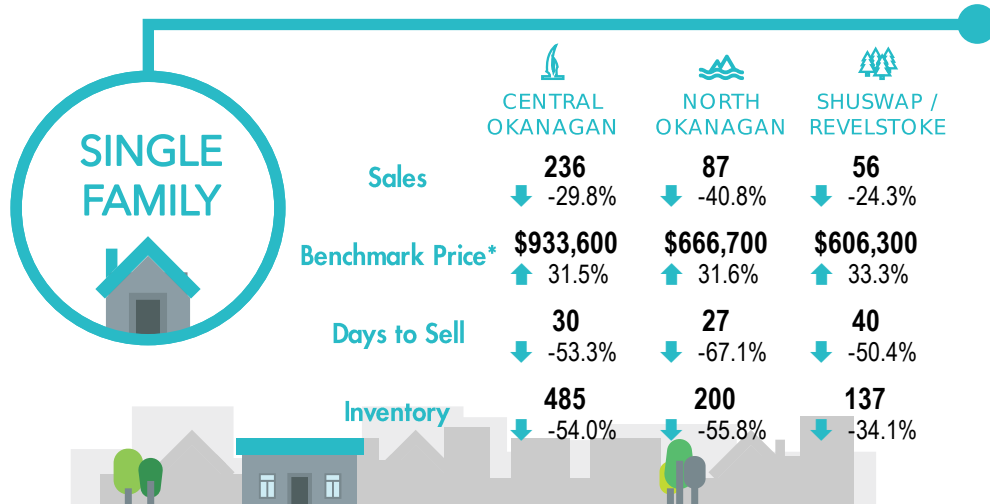 SINGLE
FAMILY
CENTRAL
OKANAGAN
NORTH
OKANAGAN
SHUSWAP /
REVELSTOKE
Sales
236
-29.8%
87
-40.8%
56
-24.3%
Benchmark Price*
$933,600
31.5%
$666,700
31.6%
$606,300
33.3%
Days to Sell
30
-53.3%
27
-67.1%
40
-50.4%
Inventory
485
-54.0%
200
-55.8%
137
-34.1%